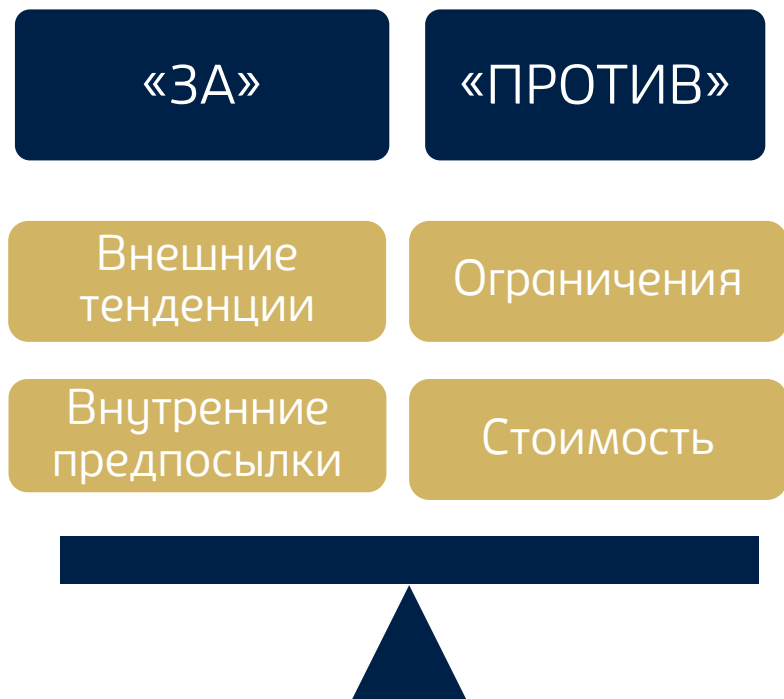 «ЗА»
«ПРОТИВ»
Внешние
тенденции
Ограничения
Внутренние
предпосылки
Стоимость